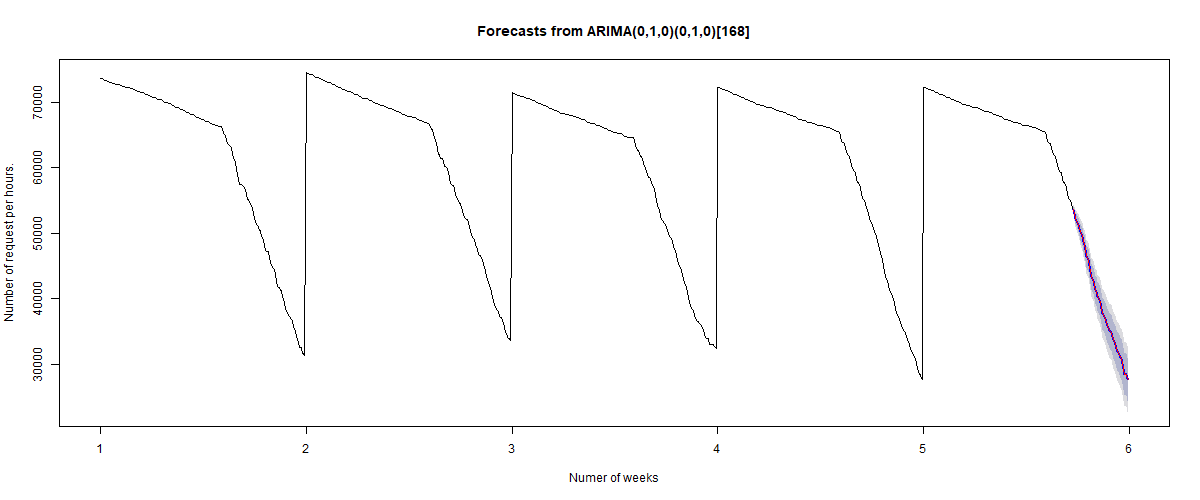 Forecasts from ARIMA(0,1,0)(0,1,0)[168]
Number of request per hours.
70000
60000
50000
40000
30000
1 2 3 4 5 6
Numer of weeks